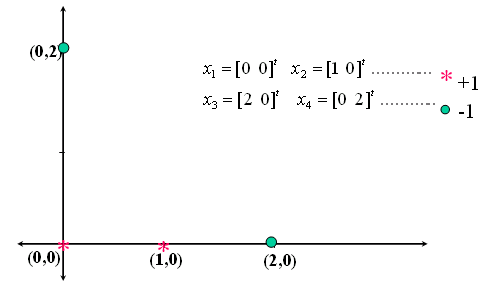 (0,2)
x₁ = [0 0]ᵗ x₂ = [1 0]ᵗ ............... * +1
x₃ = [2 0]ᵗ x₄ = [0 2]ᵗ ............... -1
(0,0) (1,0) (2,0)